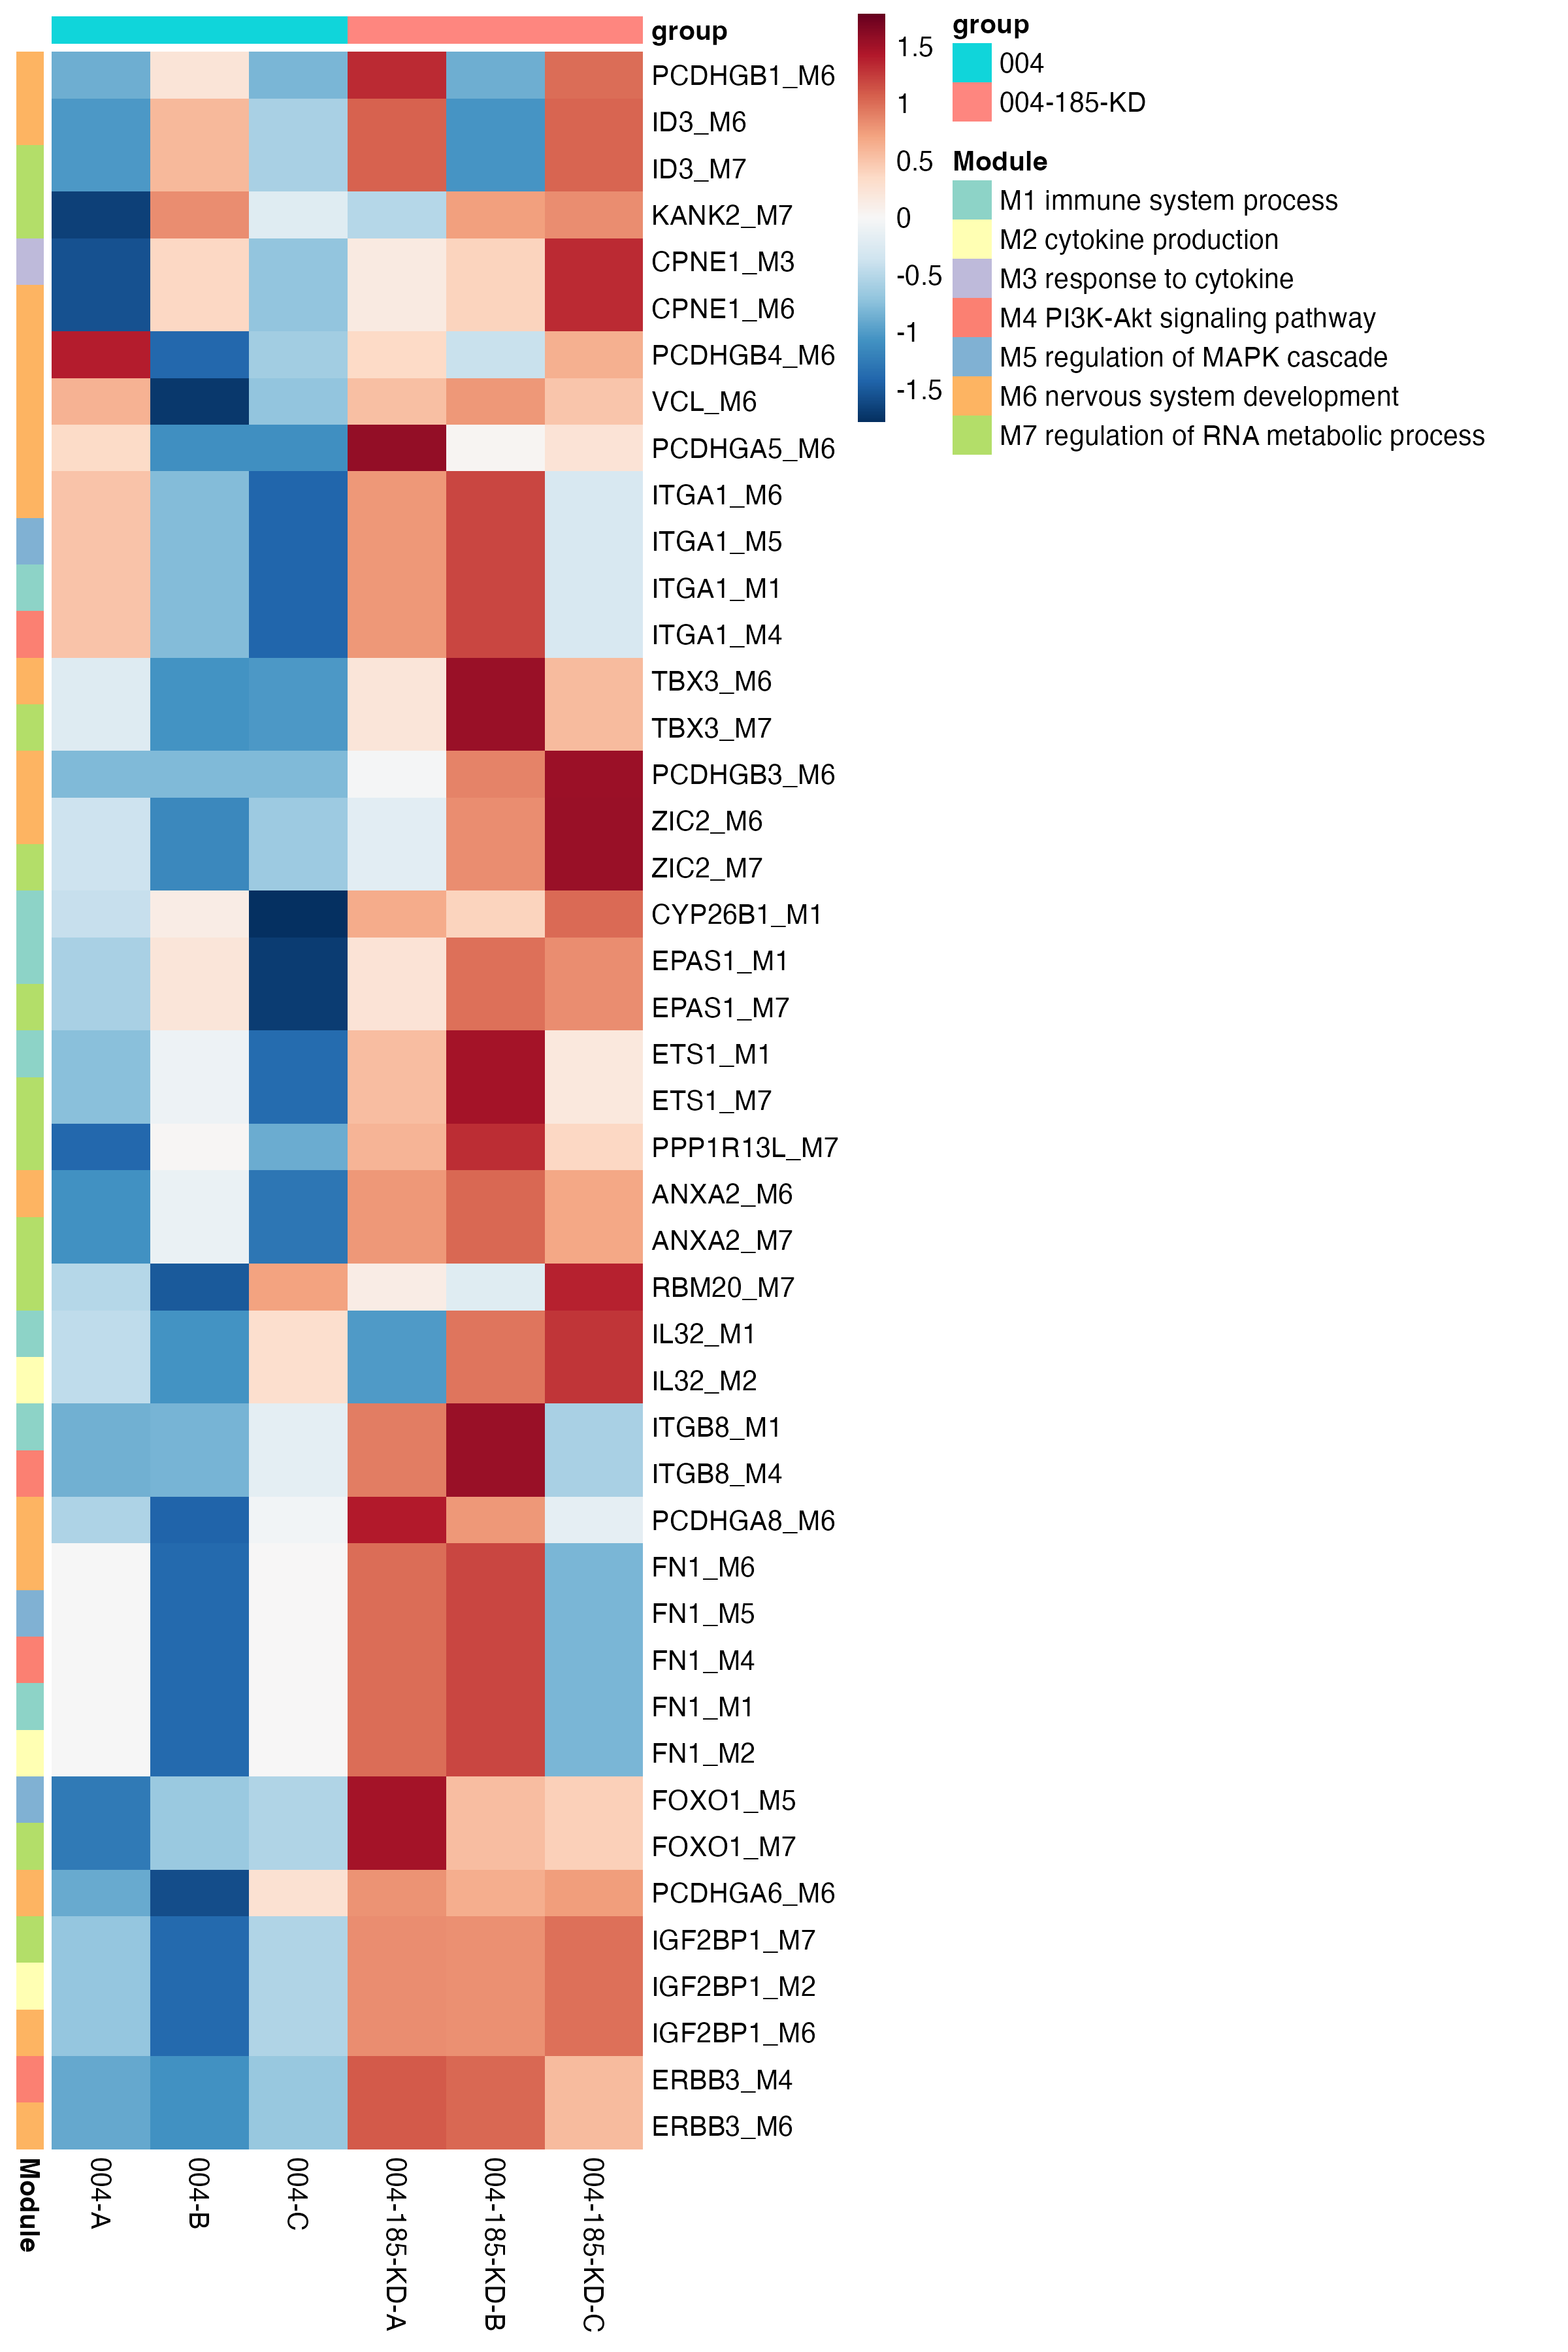 group
PCDHGB1_M6
ID3_M6
ID3_M7
KANK2_M7
CPNE1_M3
CPNE1_M6
PCDHGB4_M6
VCL_M6
PCDHGA5_M6
ITGA1_M6
ITGA1_M5
ITGA1_M1
ITGA1_M4
TBX3_M6
TBX3_M7
PCDHGB3_M6
ZIC2_M6
ZIC2_M7
CYP26B1_M1
EPAS1_M1
EPAS1_M7
ETS1_M1
ETS1_M7
PPP1R13L_M7
ANXA2_M6
ANXA2_M7
RBM20_M7
IL32_M1
IL32_M2
ITGB8_M1
ITGB8_M4
PCDHGA8_M6
FN1_M6
FN1_M5
FN1_M4
FN1_M1
FN1_M2
FOXO1_M5
FOXO1_M7
PCDHGA6_M6
IGF2BP1_M7
IGF2BP1_M2
IGF2BP1_M6
ERBB3_M4
ERBB3_M6
Module
004-A
004-B
004-C
004-185-KD-A
004-185-KD-B
004-185-KD-C
1.5
1
0.5
0
-0.5
-1
-1.5
group
004
004-185-KD
Module
M1 immune system process
M2 cytokine production
M3 response to cytokine
M4 PI3K-Akt signaling pathway
M5 regulation of MAPK cascade
M6 nervous system development
M7 regulation of RNA metabolic process